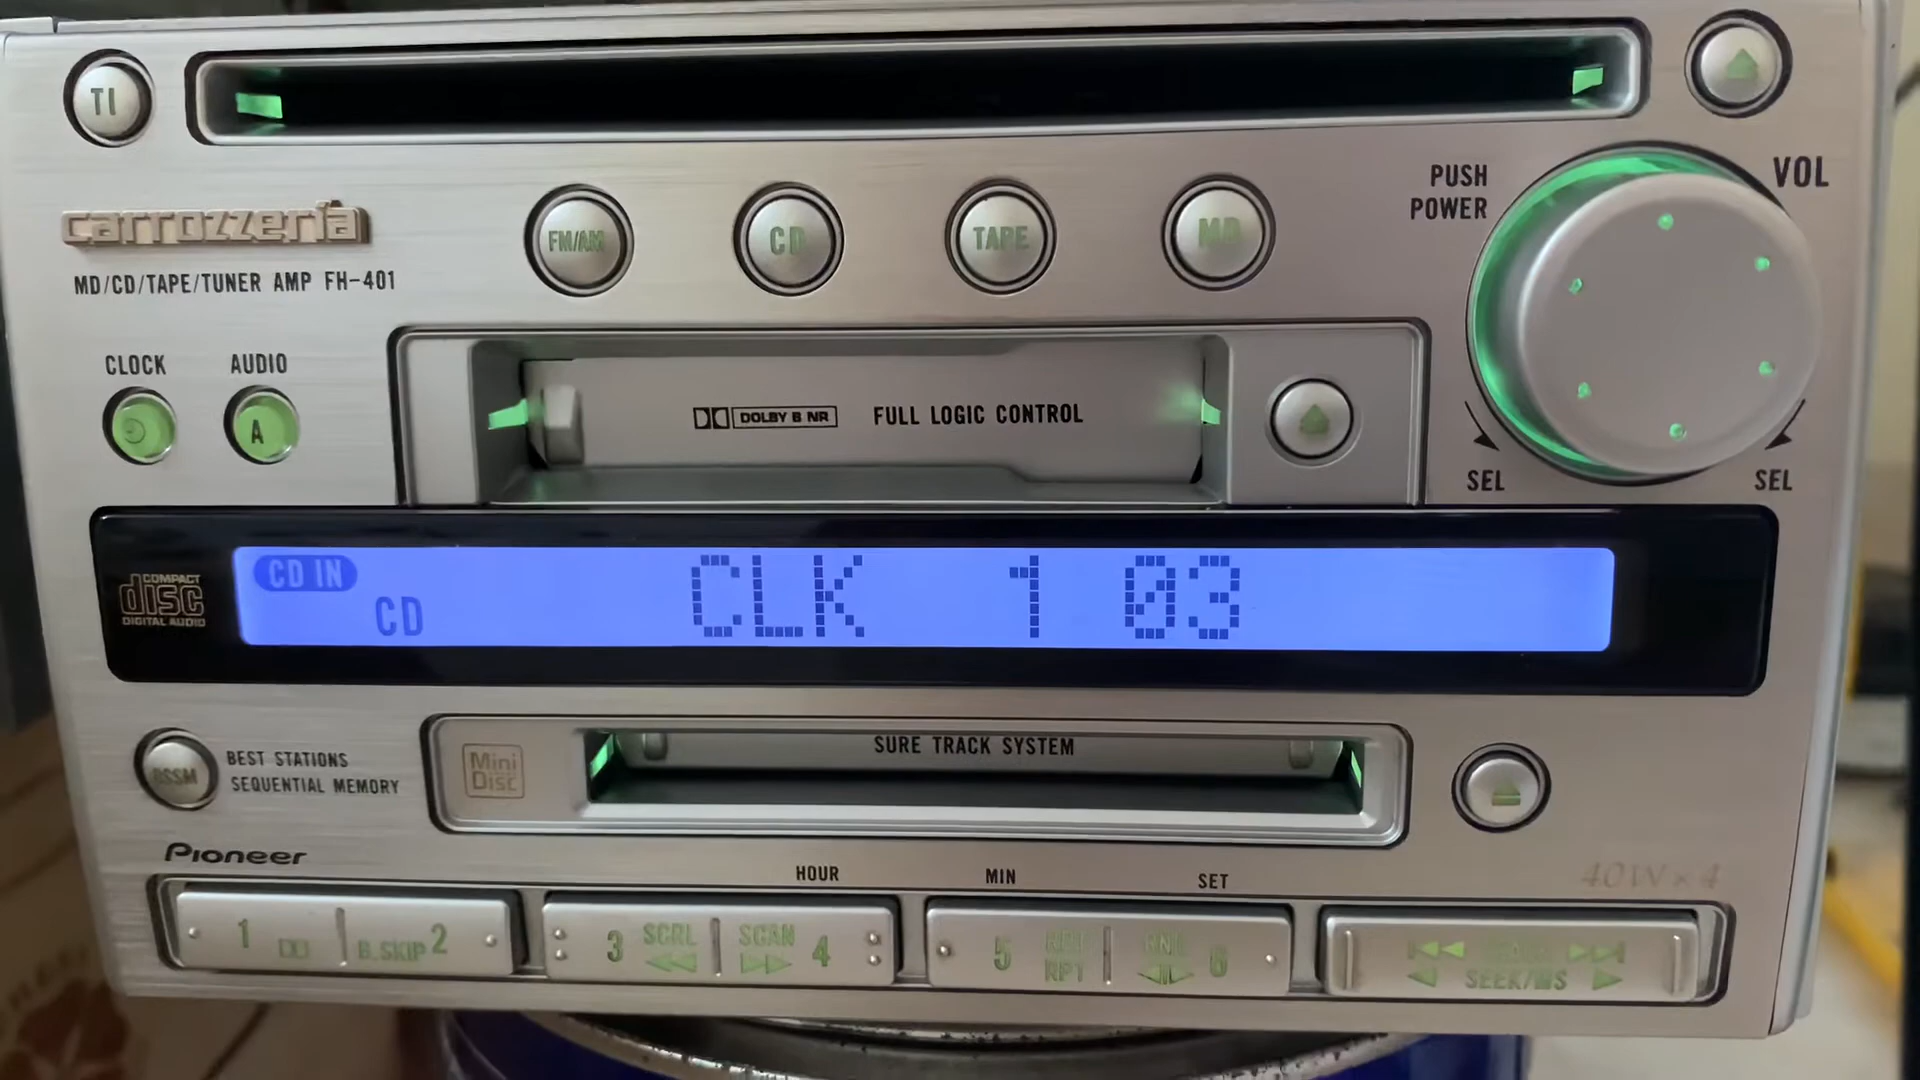 TI
carrozzeria
MD/CD/TAPE/TUNER AMP FH-401
FM/AM
CD
TAPE
MD
PUSH
POWER
VOL
CLOCK
AUDIO
A
DOLBY B NR
FULL LOGIC CONTROL
SEL
SEL
COMPACT
disc
DIGITAL AUDIO
CD IN
CD
CLK 1 03
BSSM
BEST STATIONS
SEQUENTIAL MEMORY
Mini
Disc
SURE TRACK SYSTEM
Pioneer
HOUR
MIN
SET
40W×4
1
B.SKIP 2
3 SCRL
SCAN 4
5
RPT
6
SEEK/MS